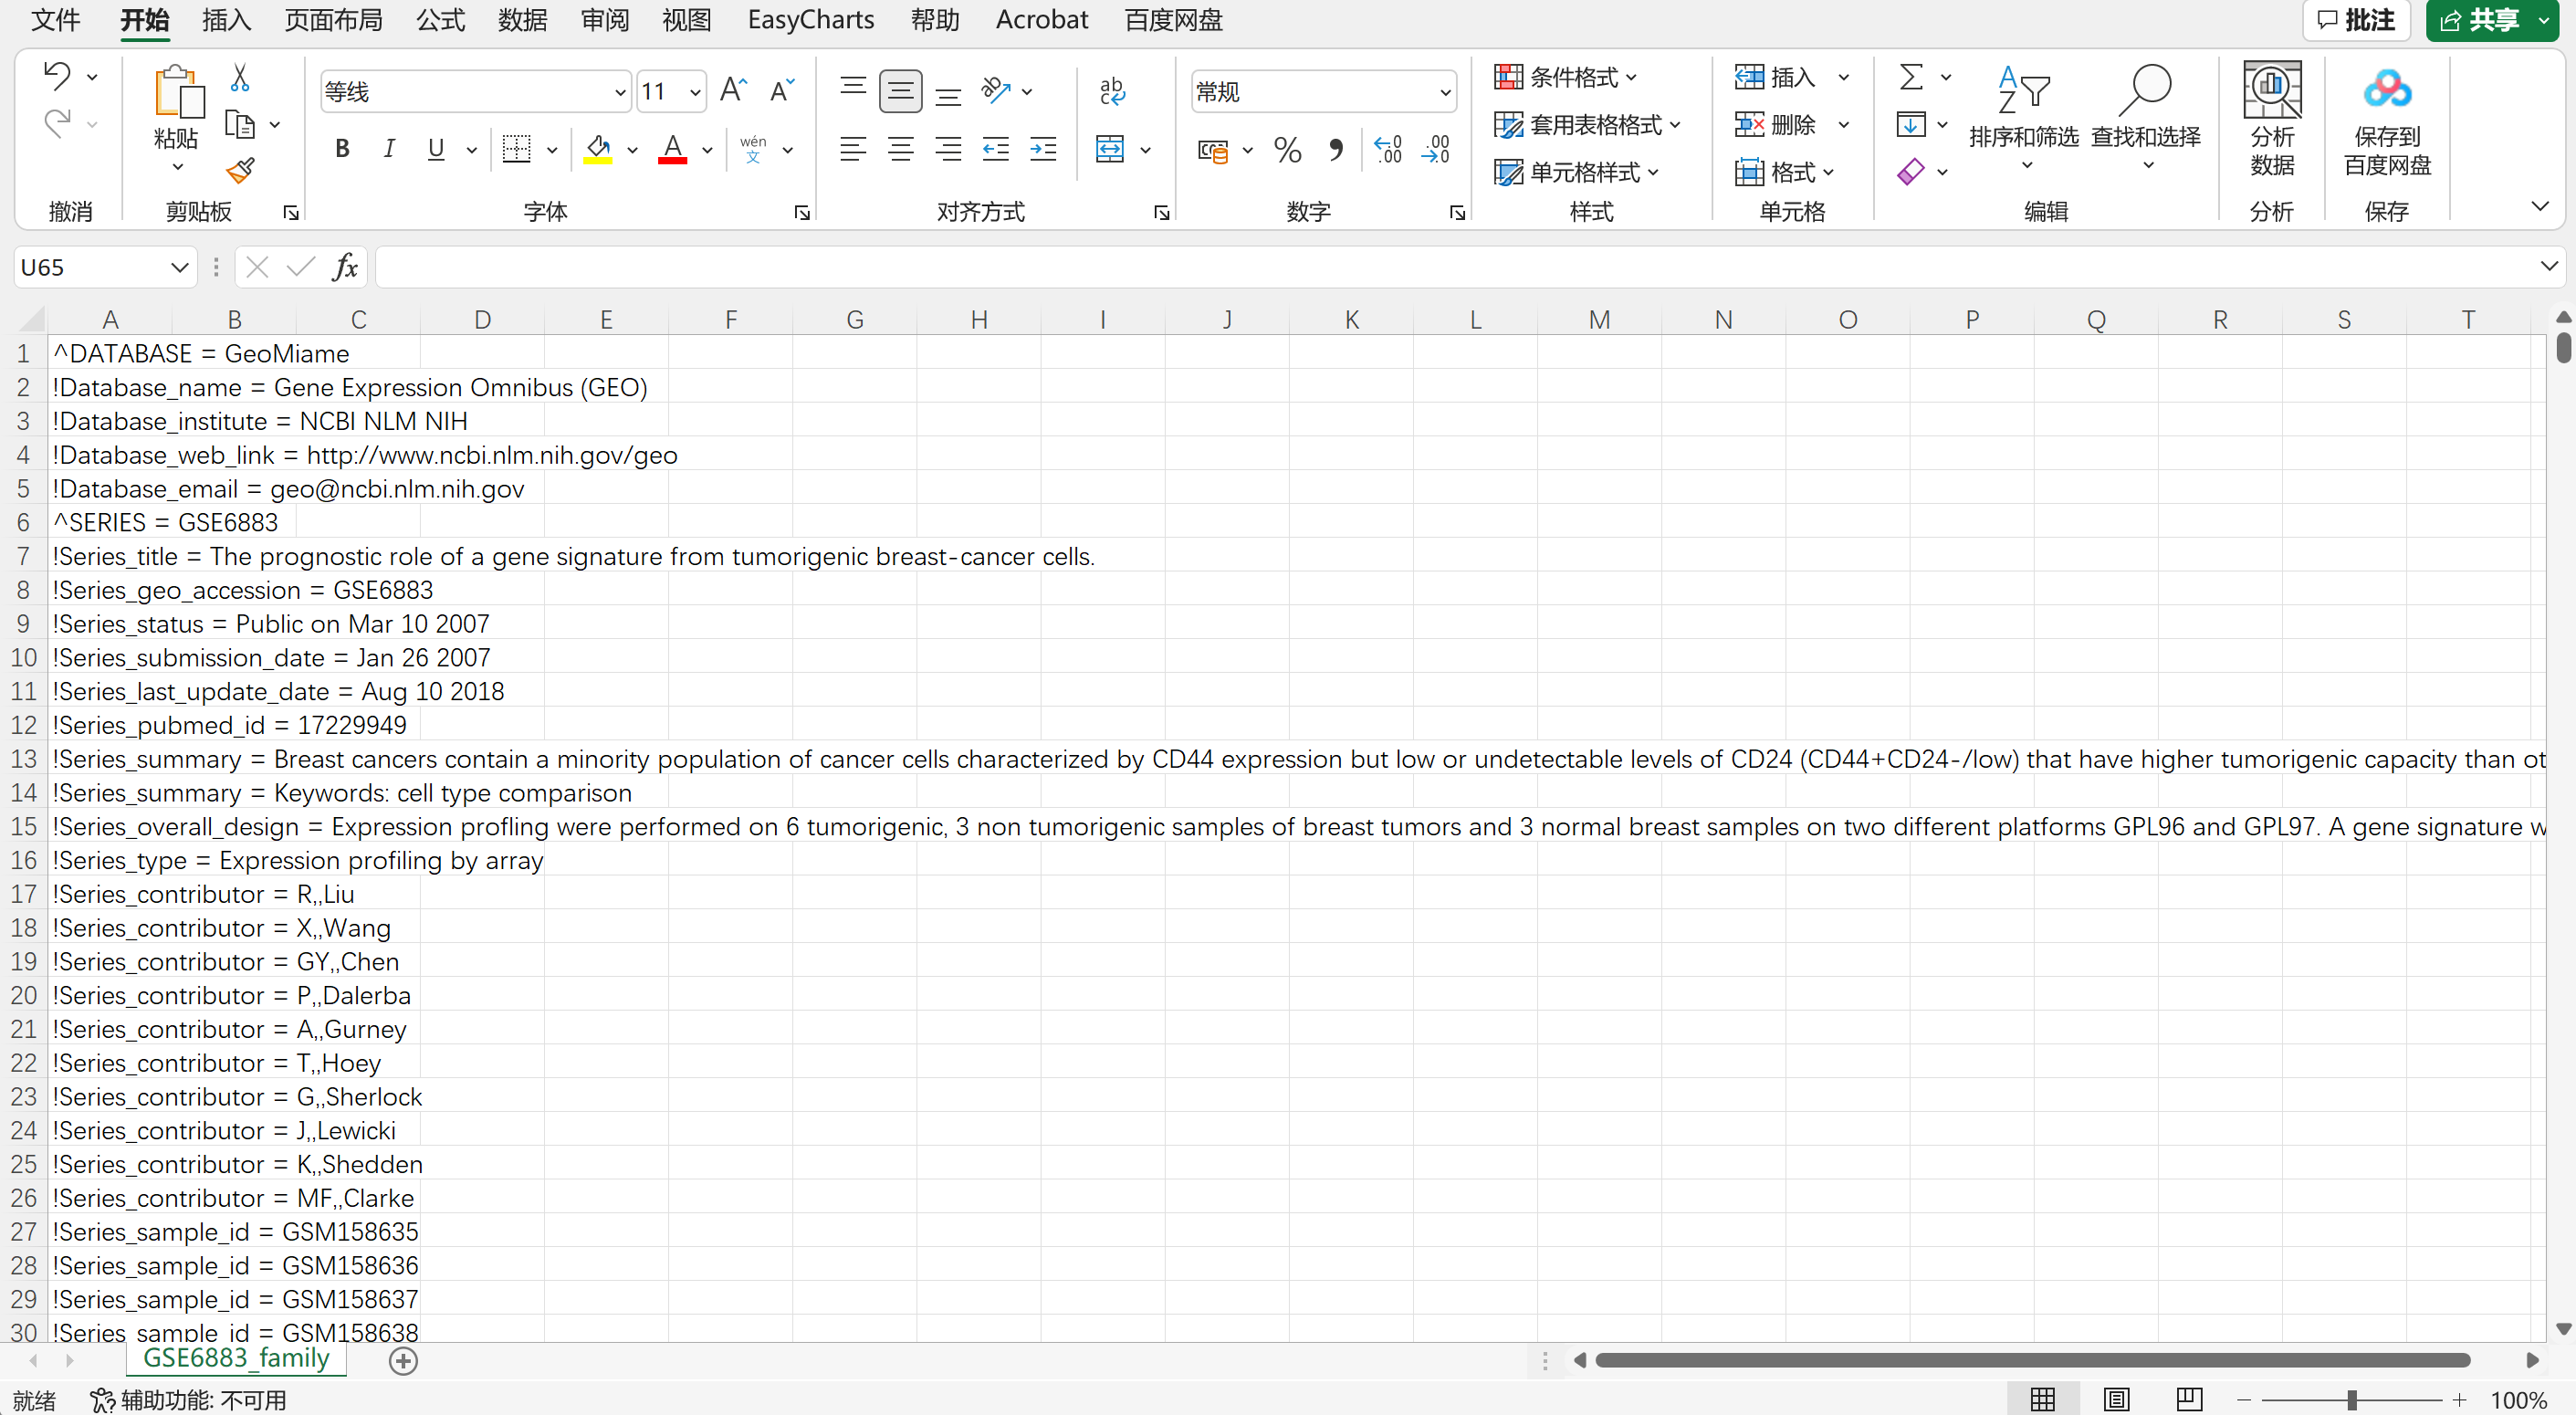 文件 开始 插入 页面布局 公式 数据 审阅 视图 EasyCharts 帮助 Acrobat 百度网盘 批注 共享
等线 11 常规 条件格式 插入
粘贴 套用表格格式 删除 排序和筛选 查找和选择 分析 数据 保存到 百度网盘
B I U A wén 文 % 单元格样式 格式
撤消 剪贴板 字体 对齐方式 数字 样式 单元格 编辑 分析 保存
U65 fx
A B C D E F G H I J K L M N O P Q R S T
1 ^DATABASE = GeoMiame
2 !Database_name = Gene Expression Omnibus (GEO)
3 !Database_institute = NCBI NLM NIH
4 !Database_web_link = http://www.ncbi.nlm.nih.gov/geo
5 !Database_email = geo@ncbi.nlm.nih.gov
6 ^SERIES = GSE6883
7 !Series_title = The prognostic role of a gene signature from tumorigenic breast-cancer cells.
8 !Series_geo_accession = GSE6883
9 !Series_status = Public on Mar 10 2007
10 !Series_submission_date = Jan 26 2007
11 !Series_last_update_date = Aug 10 2018
12 !Series_pubmed_id = 17229949
13 !Series_summary = Breast cancers contain a minority population of cancer cells characterized by CD44 expression but low or undetectable levels of CD24 (CD44+CD24-/low) that have higher tumorigenic capacity than ot
14 !Series_summary = Keywords: cell type comparison
15 !Series_overall_design = Expression profling were performed on 6 tumorigenic, 3 non tumorigenic samples of breast tumors and 3 normal breast samples on two different platforms GPL96 and GPL97. A gene signature w
16 !Series_type = Expression profiling by array
17 !Series_contributor = R,,Liu
18 !Series_contributor = X,,Wang
19 !Series_contributor = GY,,Chen
20 !Series_contributor = P,,Dalerba
21 !Series_contributor = A,,Gurney
22 !Series_contributor = T,,Hoey
23 !Series_contributor = G,,Sherlock
24 !Series_contributor = J,,Lewicki
25 !Series_contributor = K,,Shedden
26 !Series_contributor = MF,,Clarke
27 !Series_sample_id = GSM158635
28 !Series_sample_id = GSM158636
29 !Series_sample_id = GSM158637
30 !Series_sample_id = GSM158638
GSE6883_family
就绪 辅助功能: 不可用 100%